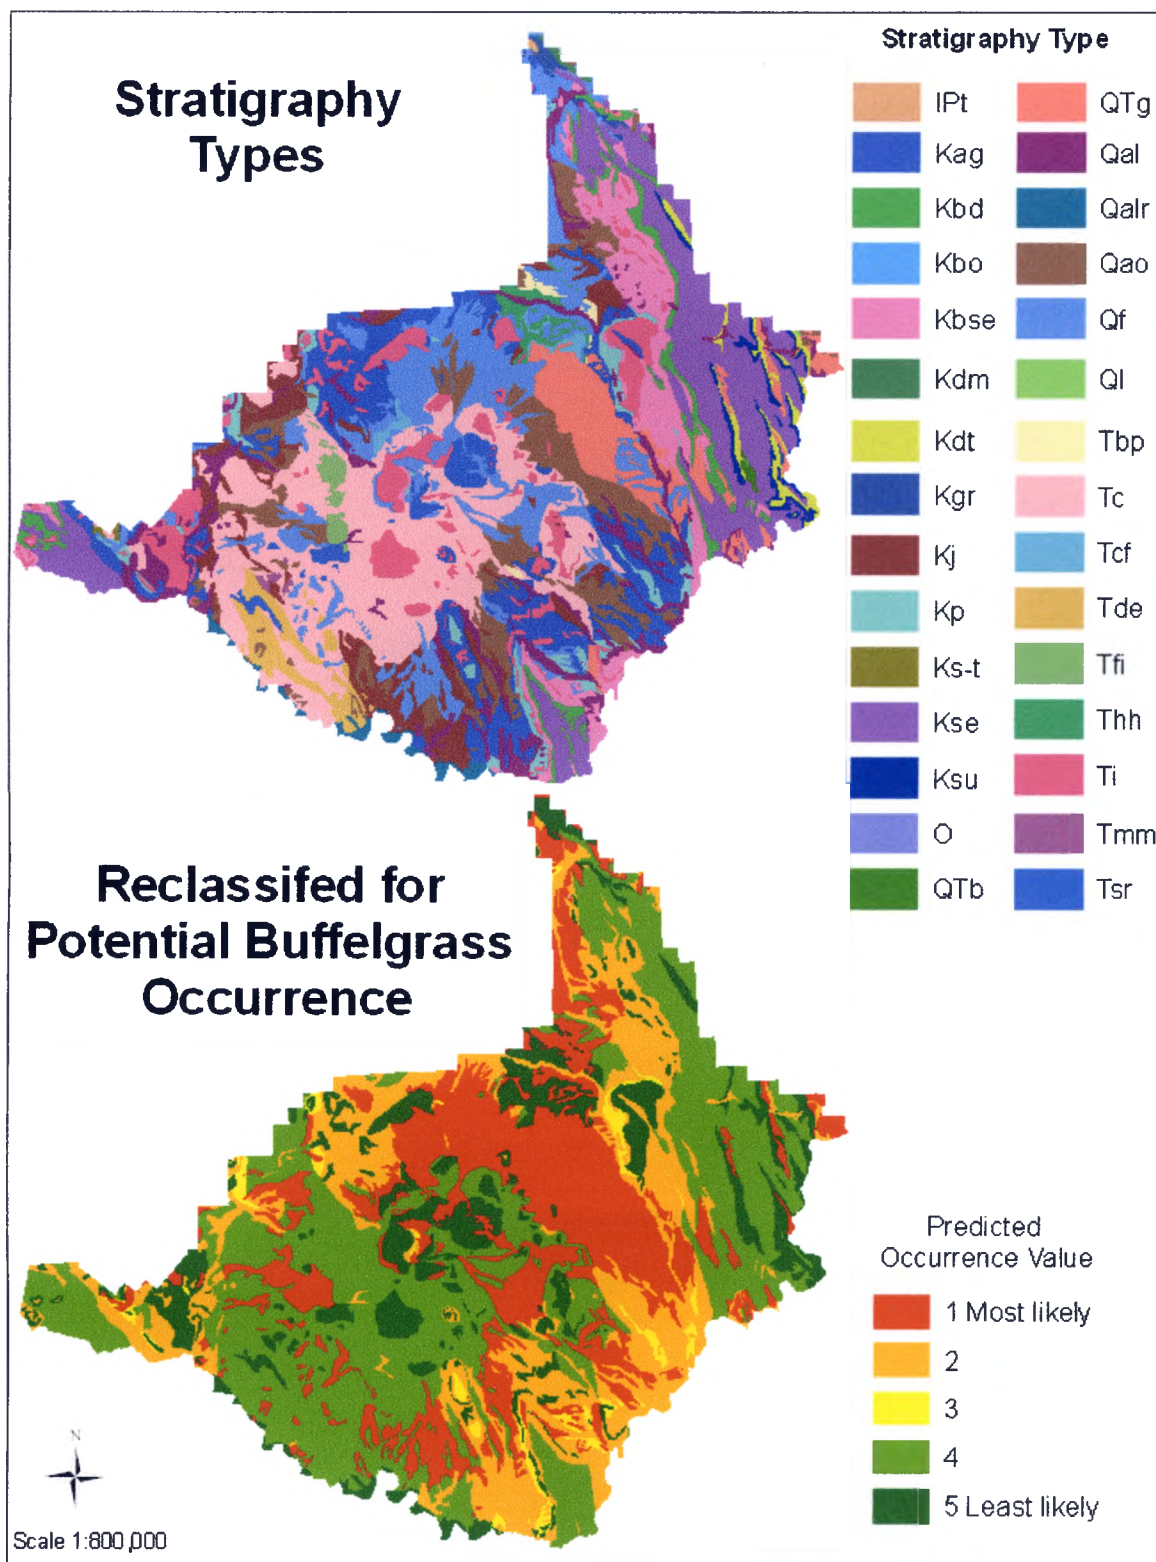 Stratigraphy
Types
Stratigraphy Type
IPt
Kag
Kbd
Kbo
Kbse
Kdm
Kdt
Kgr
Kj
Kp
Ks-t
Kse
Ksu
O
QTb
QTg
Qal
Qalr
Qao
Qf
Ql
Tbp
Tc
Tcf
Tde
Tfi
Thh
Ti
Tmm
Tsr
Reclassifed for
Potential Buffelgrass
Occurrence
Predicted
Occurrence Value
1 Most likely
2
3
4
5 Least likely
N
Scale 1:800,000